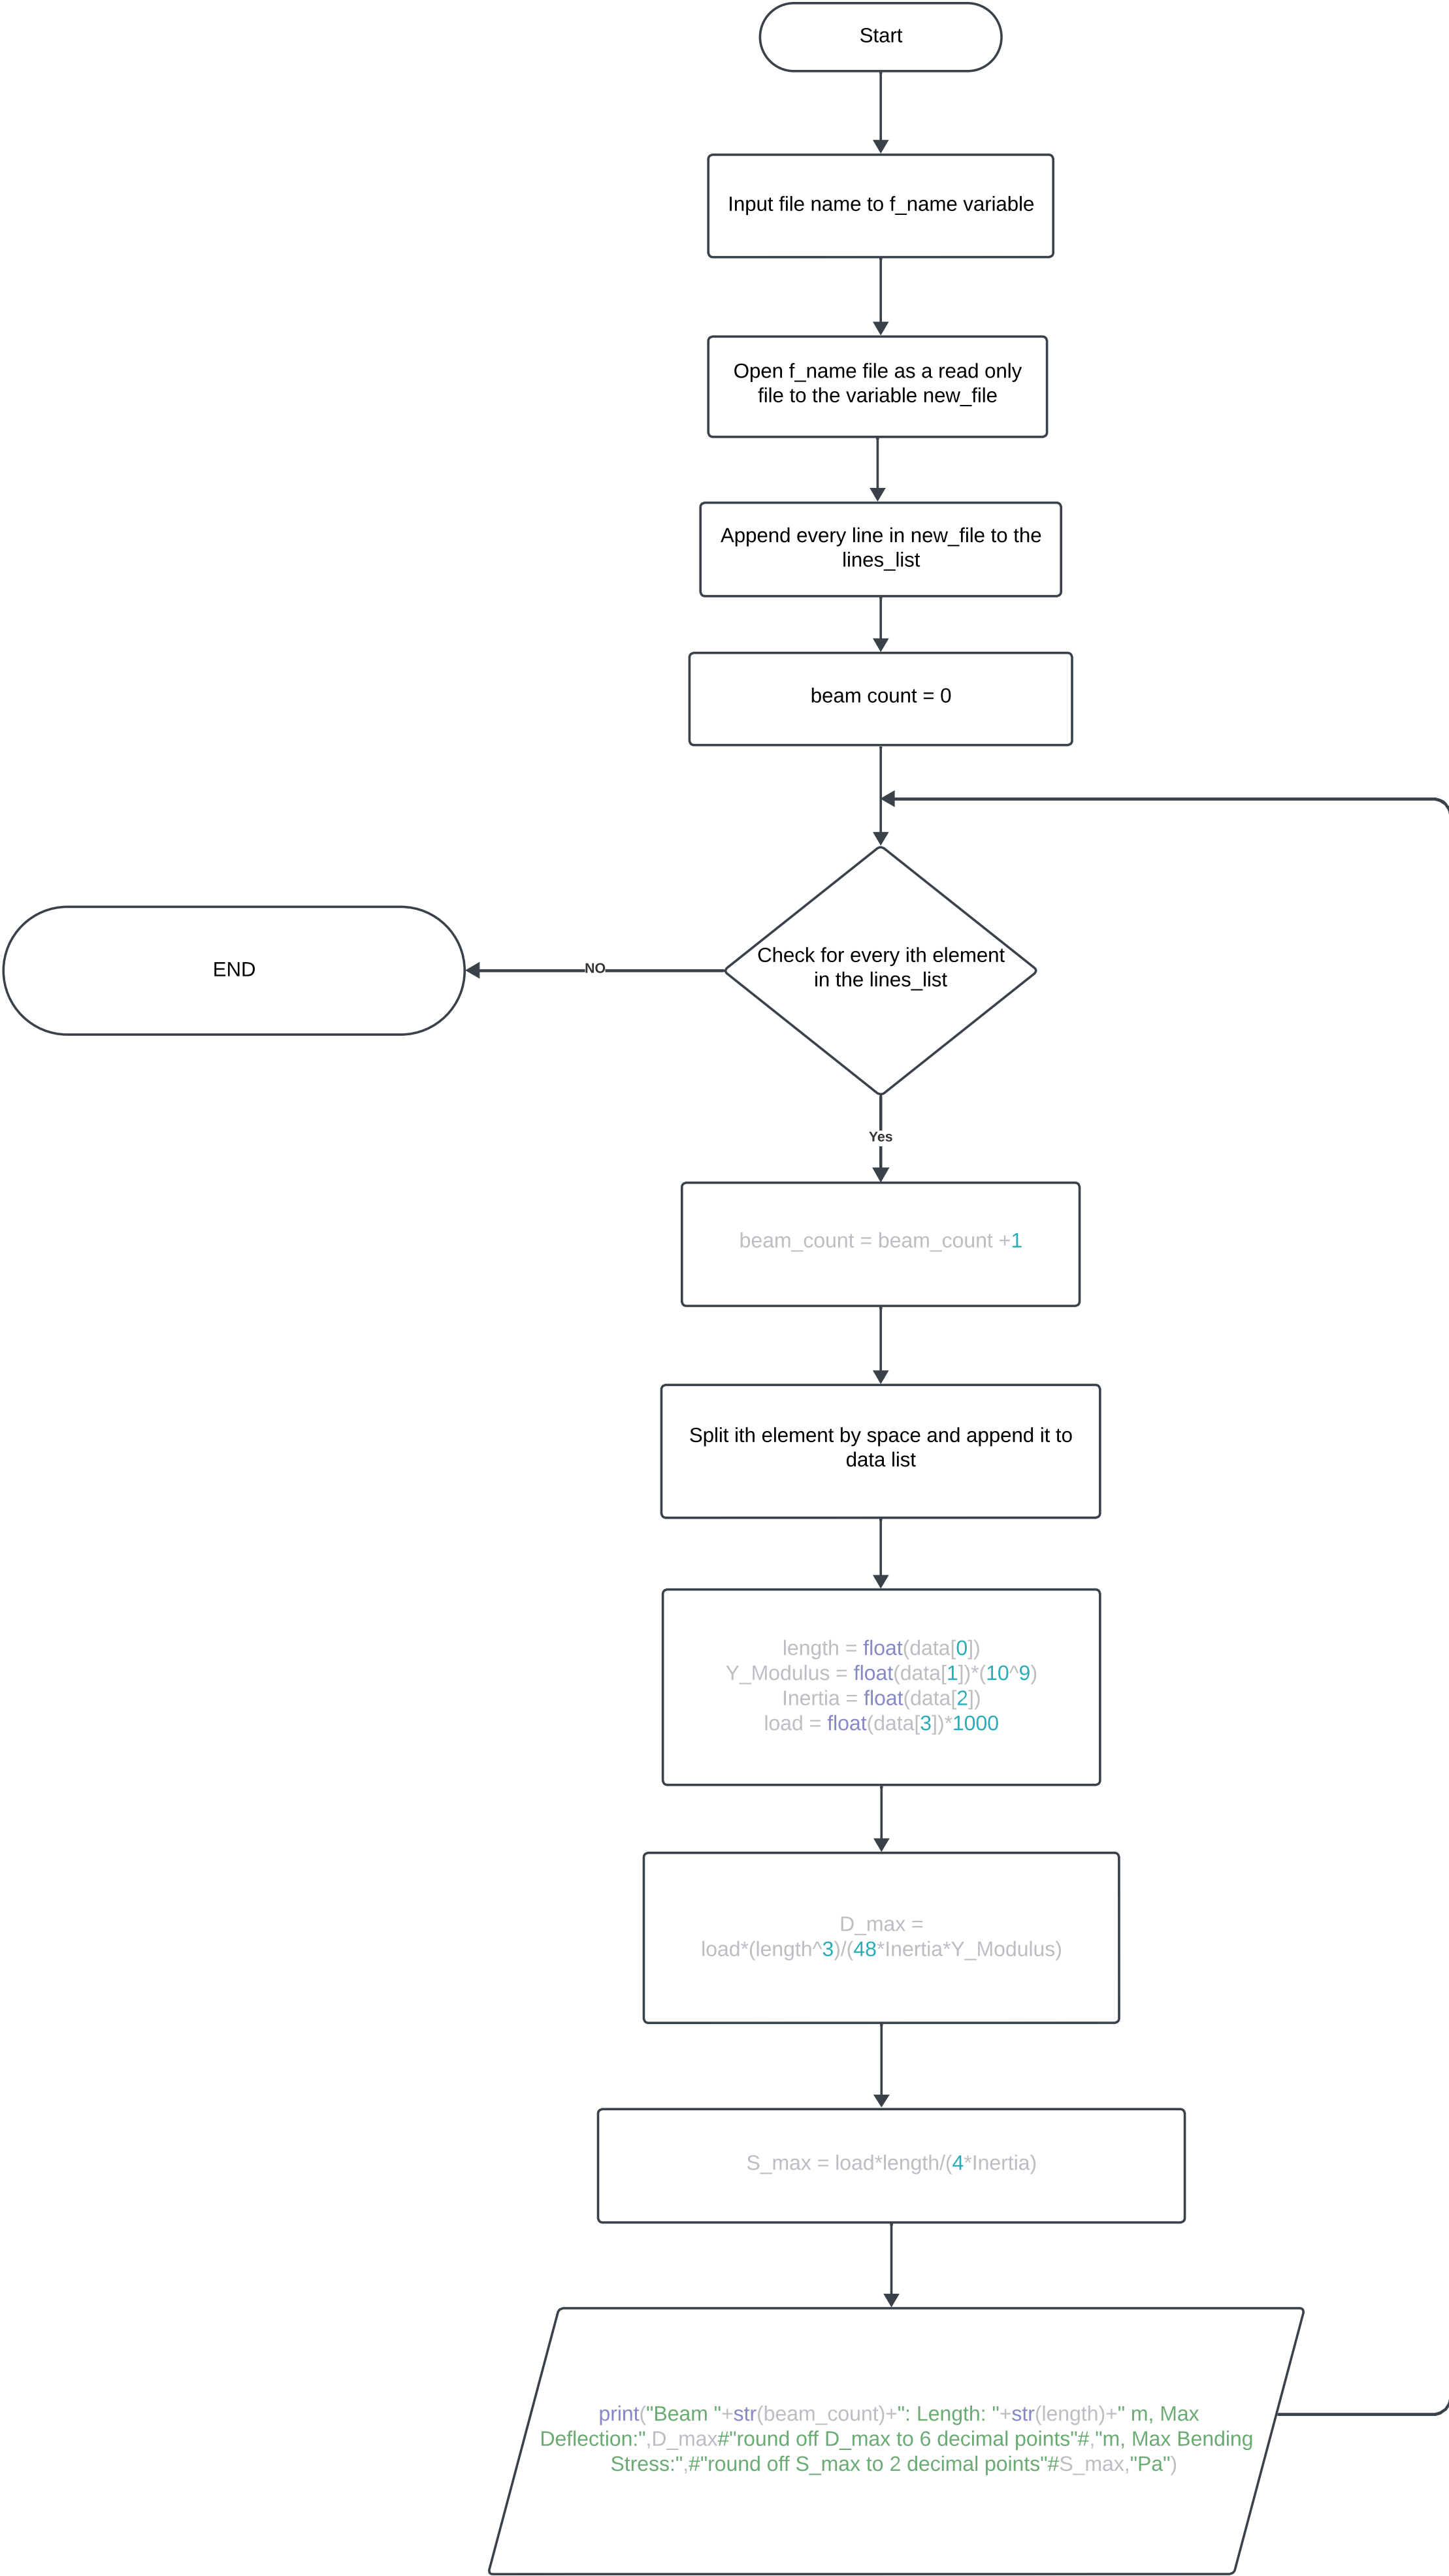 Start
Input file name to f_name variable
Open f_name file as a read only
file to the variable new_file
Append every line in new_file to the
lines_list
beam count = 0
Check for every ith element
in the lines_list
NO
END
Yes
beam_count = beam_count +1
Split ith element by space and append it to
data list
length = float(data[0])
Y_Modulus = float(data[1])*(10^9)
Inertia = float(data[2])
load = float(data[3])*1000
D_max =
load*(length^3)/(48*Inertia*Y_Modulus)
S_max = load*length/(4*Inertia)
print("Beam "+str(beam_count)+": Length: "+str(length)+" m, Max
Deflection:",D_max#"round off D_max to 6 decimal points"#,"m, Max Bending
Stress:",#"round off S_max to 2 decimal points"#S_max,"Pa")